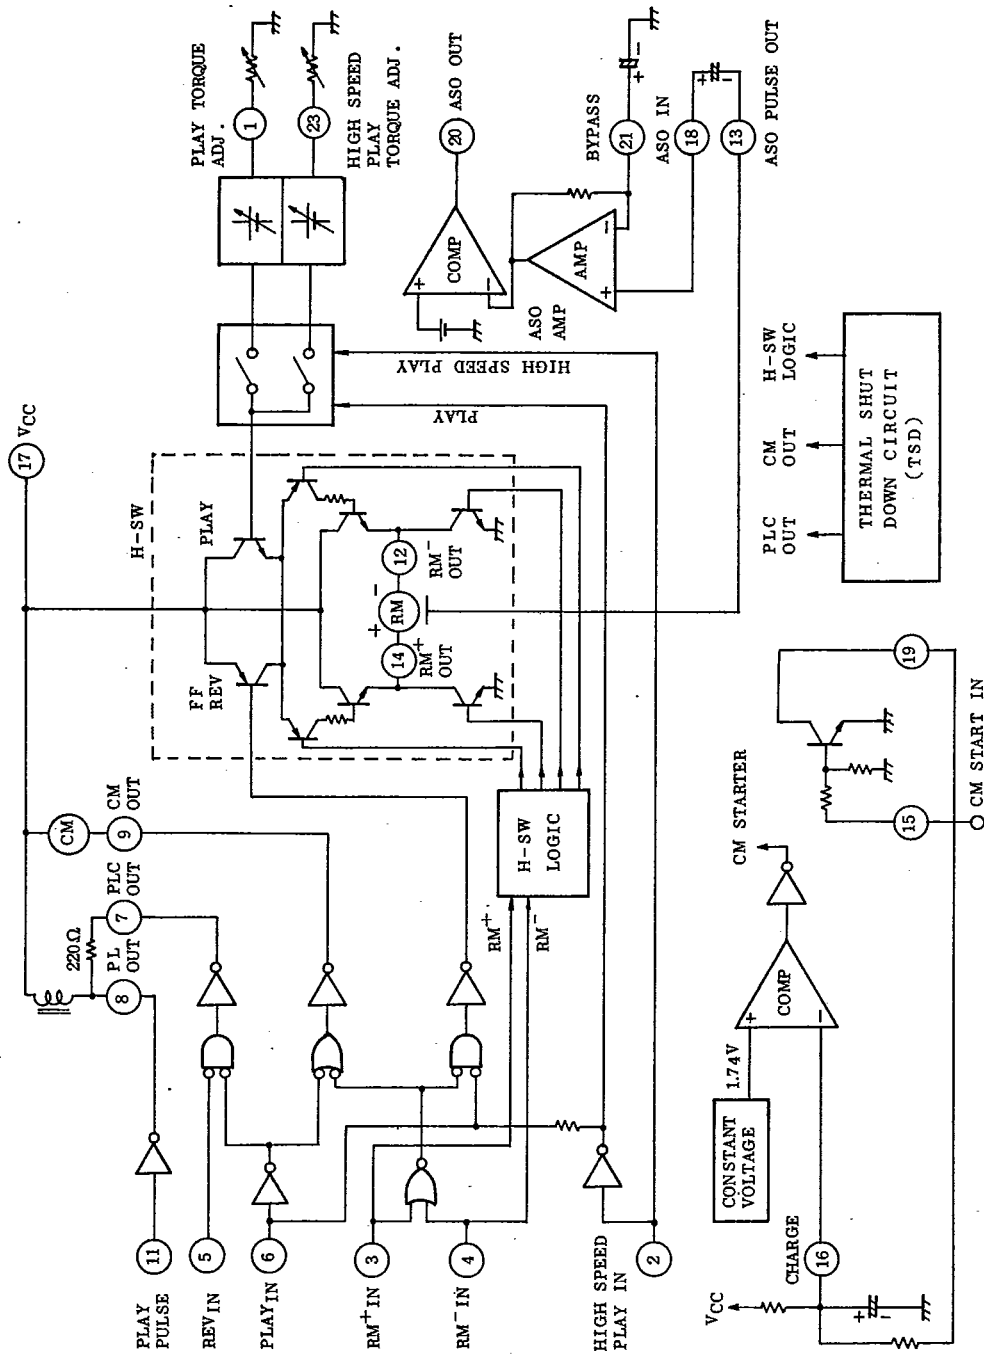 PLAY PULSE
11
REV IN
5
PLAY IN
6
RM+ IN
3
RM- IN
4
HIGH SPEED PLAY IN
2
220Ω
8
PL OUT
7
PLC OUT
CM
9
CM OUT
17
VCC
H-SW
FF REV
PLAY
+
RM
-
14
RM+ OUT
12
RM- OUT
RM+
RM-
H-SW LOGIC
PLAY
HIGH SPEED PLAY
PLAY TORQUE ADJ.
1
23
HIGH SPEED PLAY TORQUE ADJ.
20
ASO OUT
+
COMP
-
ASO AMP
-
AMP
+
BYPASS
21
+
-
ASO IN
18
+
-
13
ASO PULSE OUT
VCC
CHARGE
16
+
-
CONSTANT VOLTAGE
1.74V
+
COMP
-
CM STARTER
15
CM START IN
19
PLC OUT
CM OUT
H-SW LOGIC
THERMAL SHUT
DOWN CIRCUIT
(TSD)